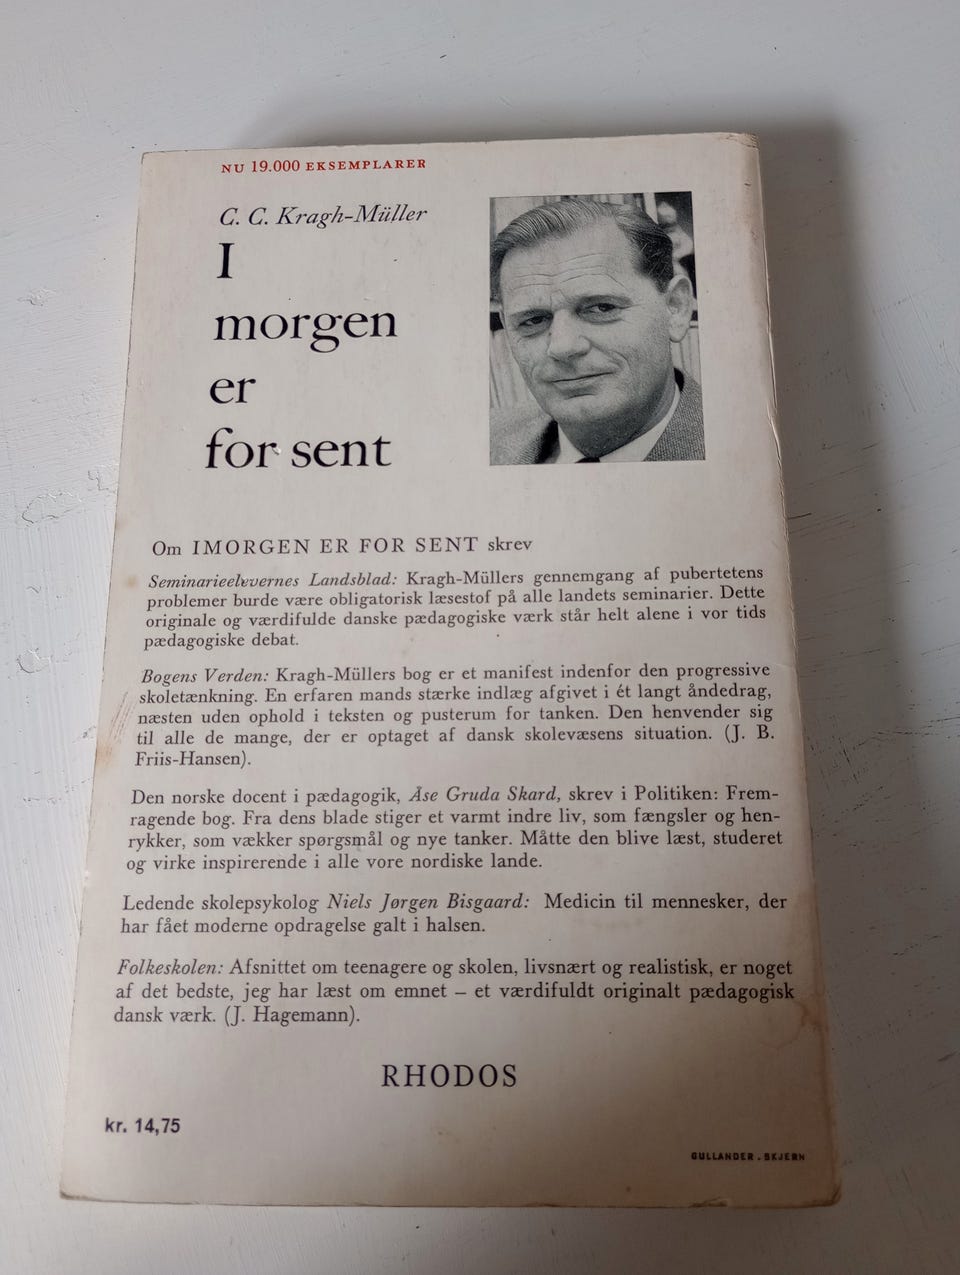 NU 19.000 EKSEMPLARER
C. C. Kragh-Müller
I
morgen
er
for sent
Om IMORGEN ER FOR SENT skrev
Seminarieelevernes Landsblad: Kragh-Müllers gennemgang af pubertetens
problemer burde være obligatorisk læsestof på alle landets seminarier. Dette
originale og værdifulde danske pædagogiske værk står helt alene i vor tids
pædagogiske debat.
Bogens Verden: Kragh-Müllers bog er et manifest indenfor den progressive
skoletænkning. En erfaren mands stærke indlæg afgivet i ét langt åndedrag,
næsten uden ophold i teksten og pusterum for tanken. Den henvender sig
til alle de mange, der er optaget af dansk skolevæsens situation. (J. B.
Friis-Hansen).
Den norske docent i pædagogik, Åse Gruda Skard, skrev i Politiken: Frem-
ragende bog. Fra dens blade stiger et varmt indre liv, som fængsler og hen-
rykker, som vækker spørgsmål og nye tanker. Måtte den blive læst, studeret
og virke inspirerende i alle vore nordiske lande.
Ledende skolepsykolog Niels Jørgen Bisgaard: Medicin til mennesker, der
har fået moderne opdragelse galt i halsen.
Folkeskolen: Afsnittet om teenagere og skolen, livsnært og realistisk, er noget
af det bedste, jeg har læst om emnet – et værdifuldt originalt pædagogisk
dansk værk. (J. Hagemann).
RHODOS
kr. 14,75
GULLANDER . SKJERN